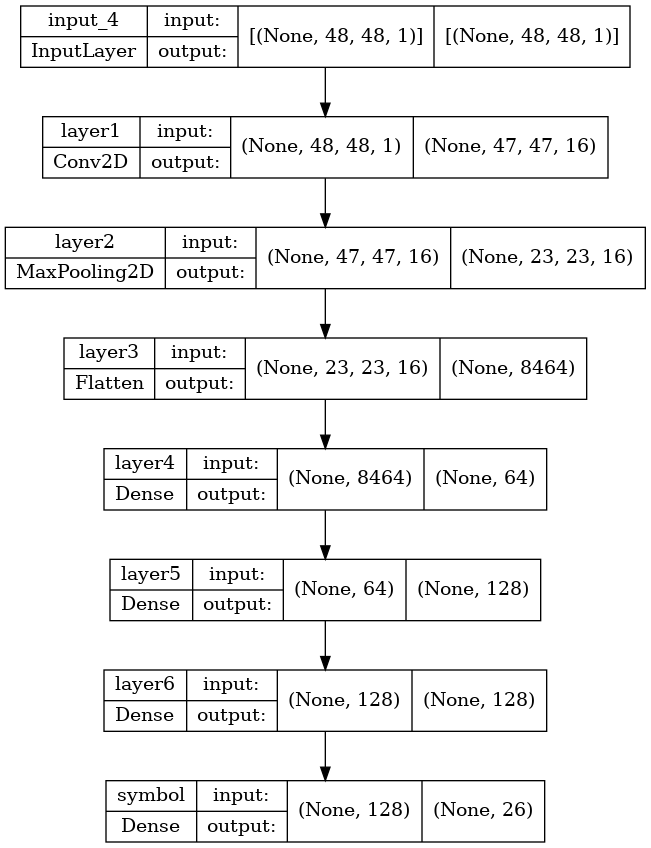 input_4 input: [(None, 48, 48, 1)] [(None, 48, 48, 1)]
InputLayer output:
layer1 input: (None, 48, 48, 1) (None, 47, 47, 16)
Conv2D output:
layer2 input: (None, 47, 47, 16) (None, 23, 23, 16)
MaxPooling2D output:
layer3 input: (None, 23, 23, 16) (None, 8464)
Flatten output:
layer4 input: (None, 8464) (None, 64)
Dense output:
layer5 input: (None, 64) (None, 128)
Dense output:
layer6 input: (None, 128) (None, 128)
Dense output:
symbol input: (None, 128) (None, 26)
Dense output: